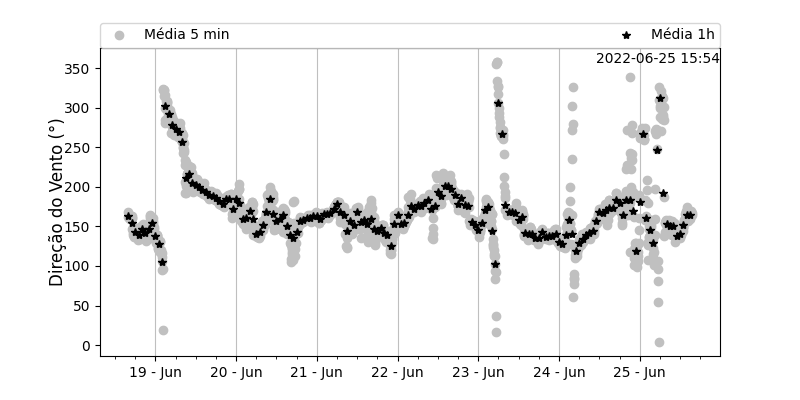 Média 5 min
Média 1h
2022-06-25 15:54
Direção do Vento (°)
350
300
250
200
150
100
50
0
19 - Jun
20 - Jun
21 - Jun
22 - Jun
23 - Jun
24 - Jun
25 - Jun